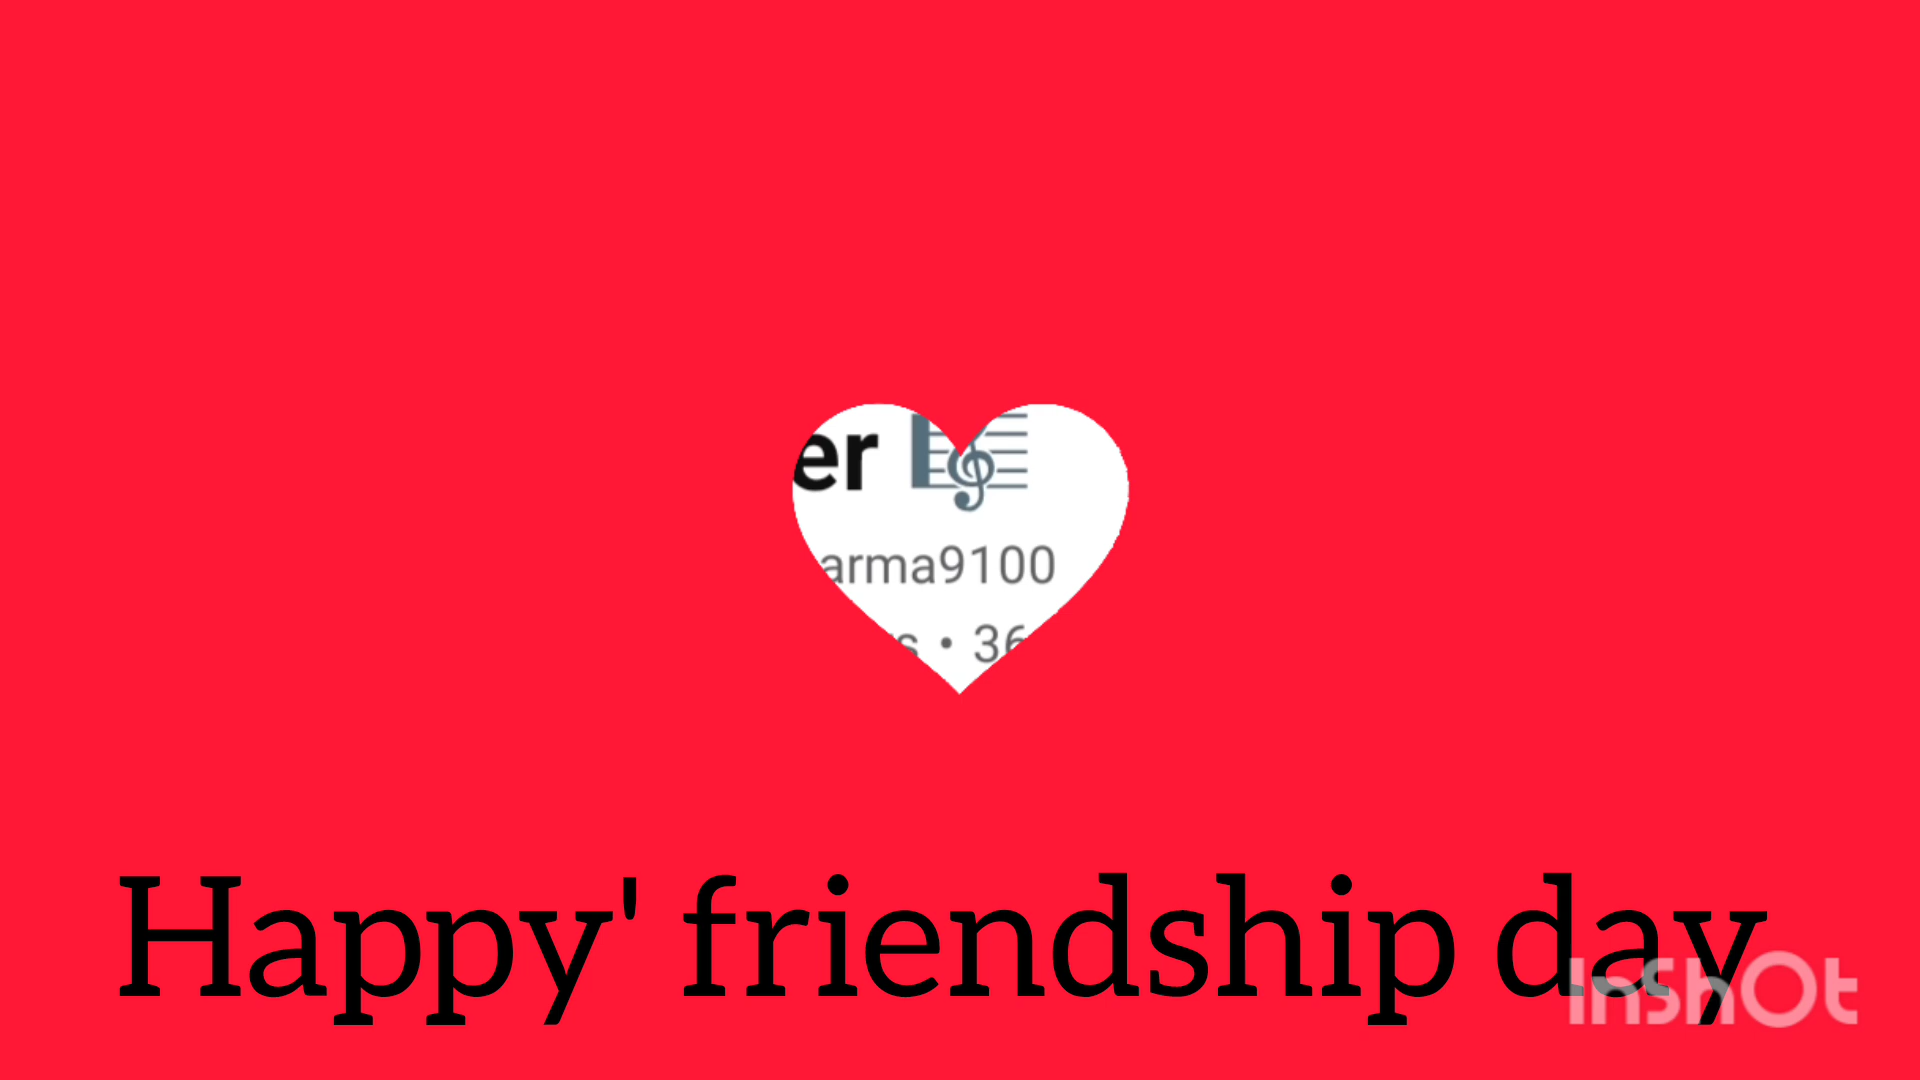 er 🎼
arma9100
s • 36
Happy' friendship day
InShOt